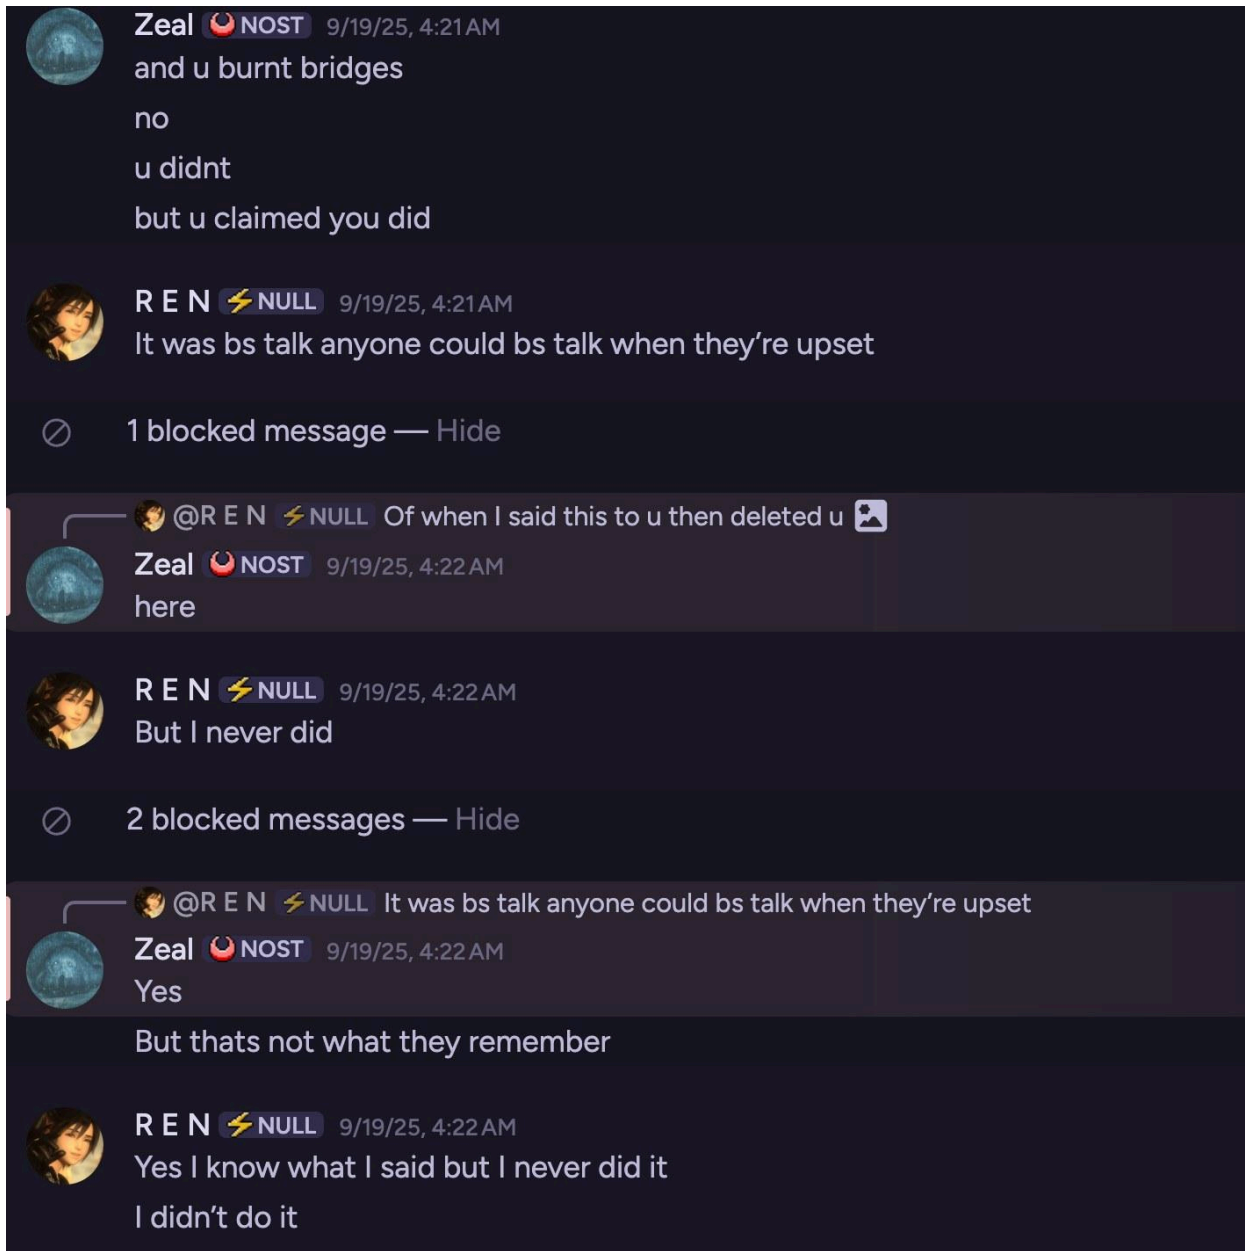 Zeal NOST 9/19/25, 4:21 AM
and u burnt bridges
no
u didnt
but u claimed you did
R E N NULL 9/19/25, 4:21 AM
It was bs talk anyone could bs talk when they’re upset
1 blocked message — Hide
@R E N NULL Of when I said this to u then deleted u
Zeal NOST 9/19/25, 4:22 AM
here
R E N NULL 9/19/25, 4:22 AM
But I never did
2 blocked messages — Hide
@R E N NULL It was bs talk anyone could bs talk when they’re upset
Zeal NOST 9/19/25, 4:22 AM
Yes
But thats not what they remember
R E N NULL 9/19/25, 4:22 AM
Yes I know what I said but I never did it
I didn’t do it